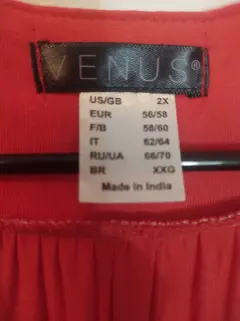 VENUS®
US/GB 2X
EUR 56/58
F/B 58/60
IT 62/64
RU/UA 66/70
BR XXG
Made in India